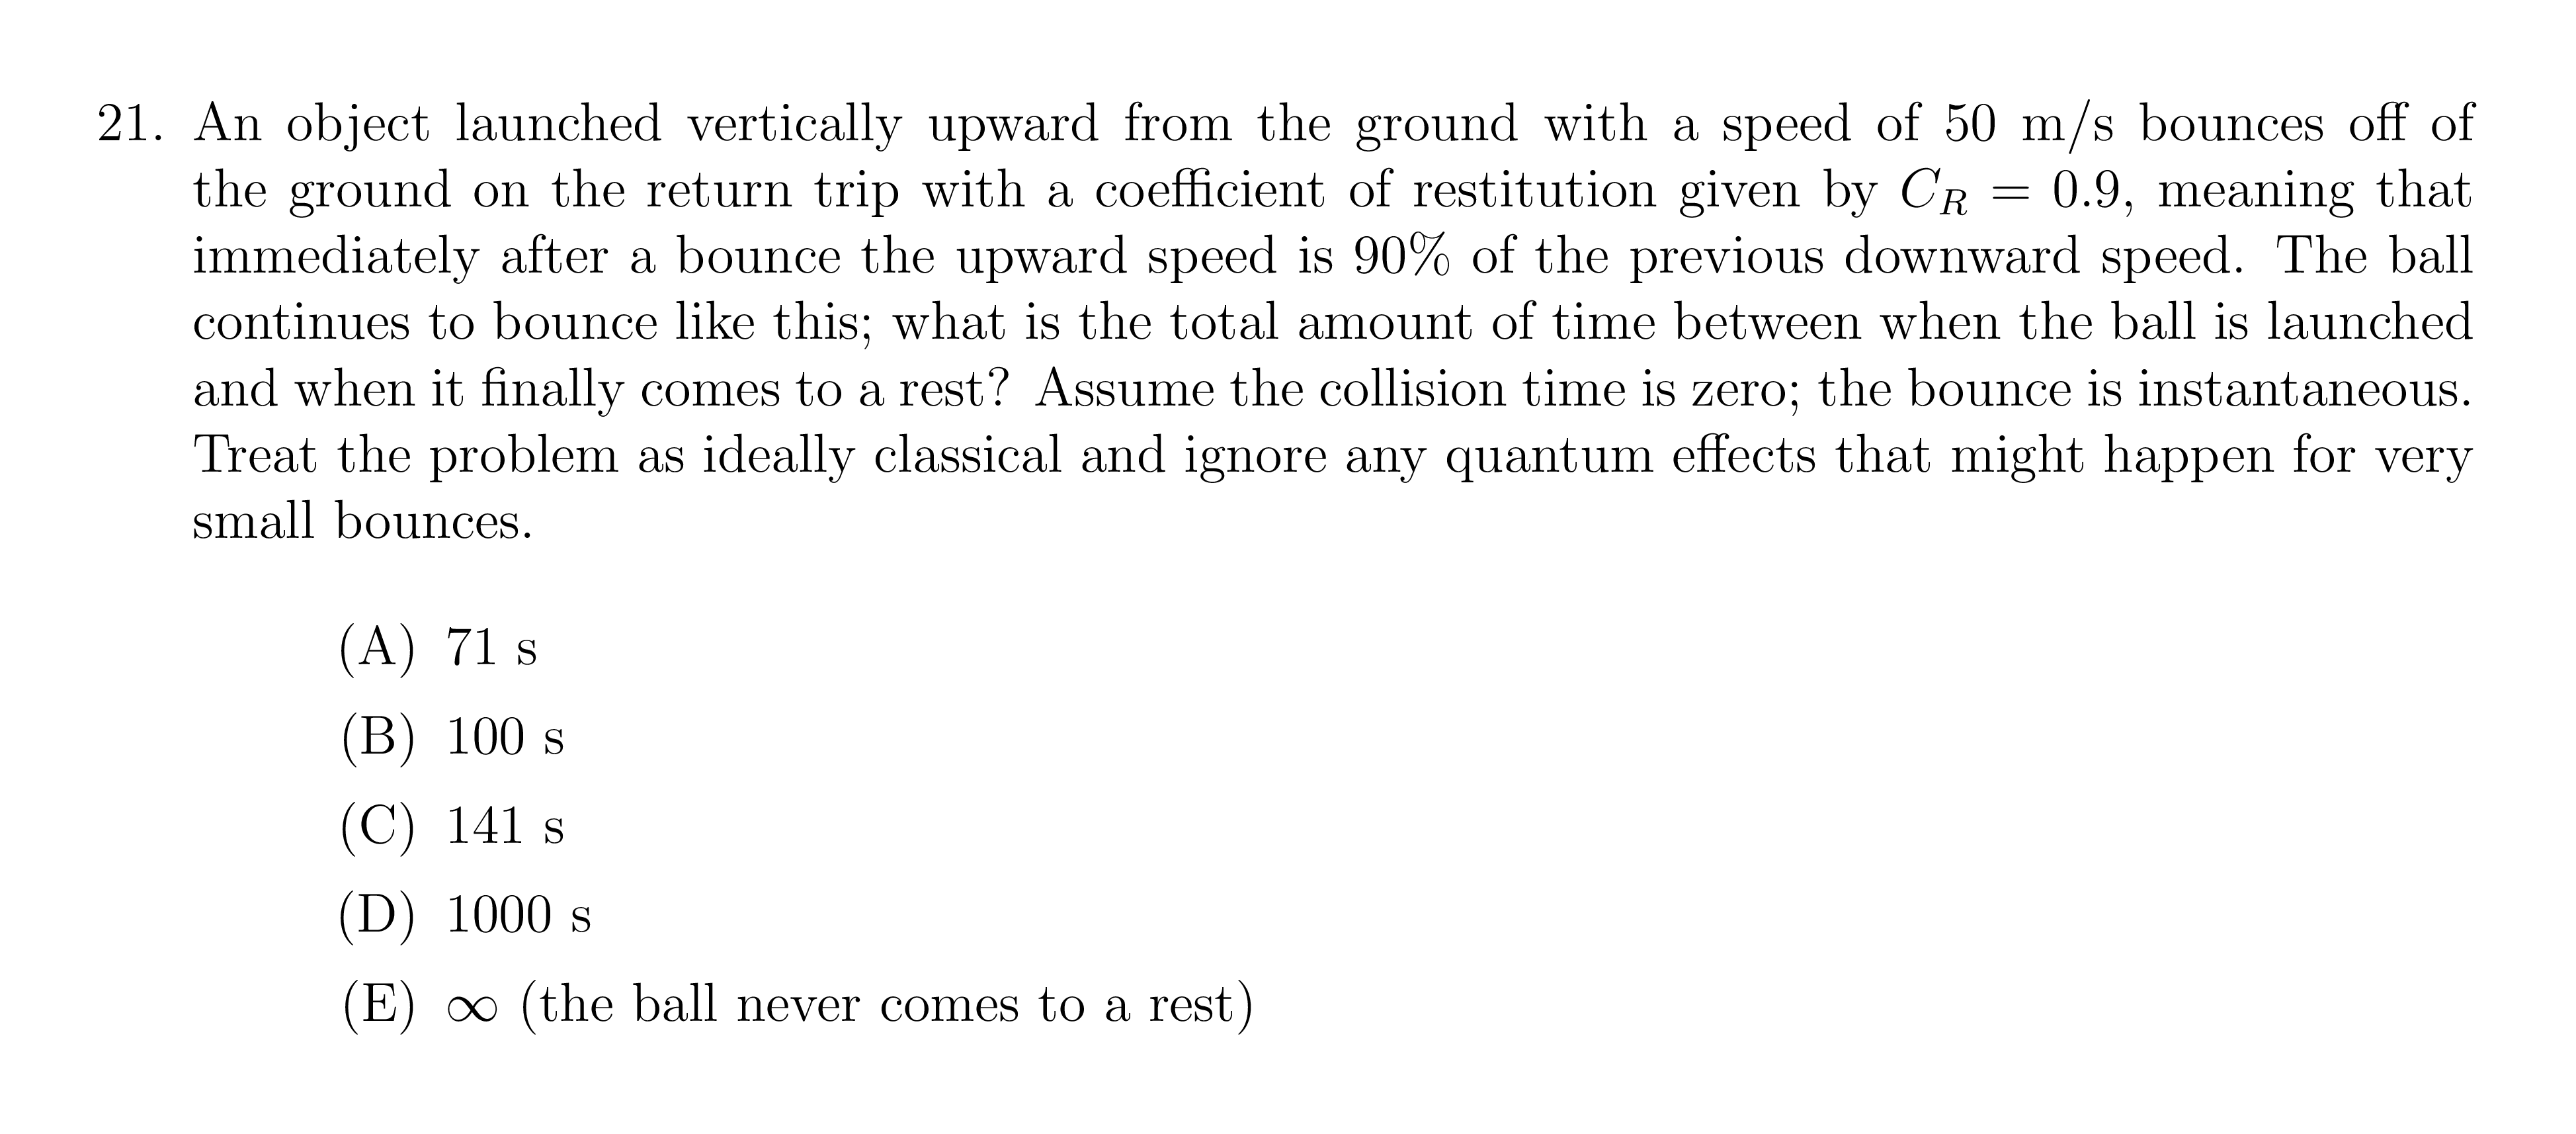 21. An object launched vertically upward from the ground with a speed of 50 m/s bounces off of
the ground on the return trip with a coefficient of restitution given by C_R = 0.9, meaning that
immediately after a bounce the upward speed is 90% of the previous downward speed. The ball
continues to bounce like this; what is the total amount of time between when the ball is launched
and when it finally comes to a rest? Assume the collision time is zero; the bounce is instantaneous.
Treat the problem as ideally classical and ignore any quantum effects that might happen for very
small bounces.
(A) 71 s
(B) 100 s
(C) 141 s
(D) 1000 s
(E) ∞ (the ball never comes to a rest)